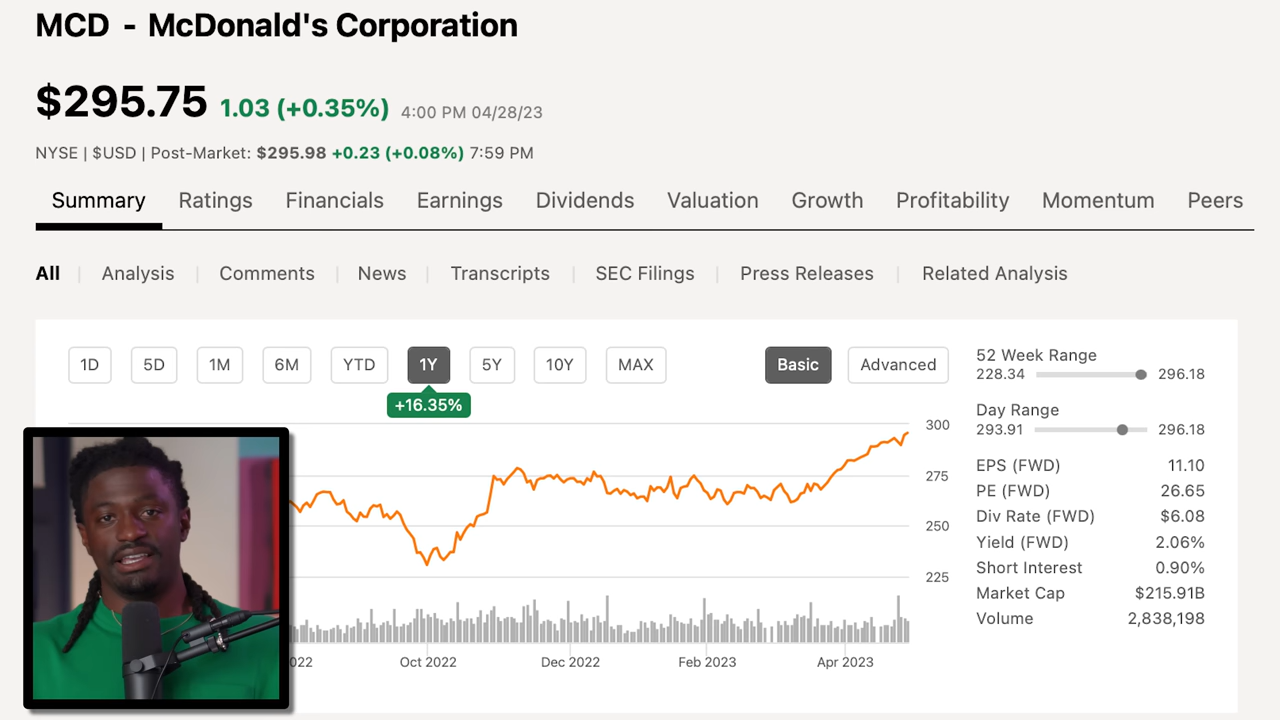 MCD - McDonald's Corporation
$295.75 1.03 (+0.35%) 4:00 PM 04/28/23
NYSE | $USD | Post-Market: $295.98 +0.23 (+0.08%) 7:59 PM
Summary Ratings Financials Earnings Dividends Valuation Growth Profitability Momentum Peers
All | Analysis | Comments | News | Transcripts | SEC Filings | Press Releases | Related Analysis
1D 5D 1M 6M YTD 1Y 5Y 10Y MAX Basic Advanced
+16.35%
300
275
250
225
2022 Oct 2022 Dec 2022 Feb 2023 Apr 2023
52 Week Range
228.34 296.18
Day Range
293.91 296.18
EPS (FWD) 11.10
PE (FWD) 26.65
Div Rate (FWD) $6.08
Yield (FWD) 2.06%
Short Interest 0.90%
Market Cap $215.91B
Volume 2,838,198